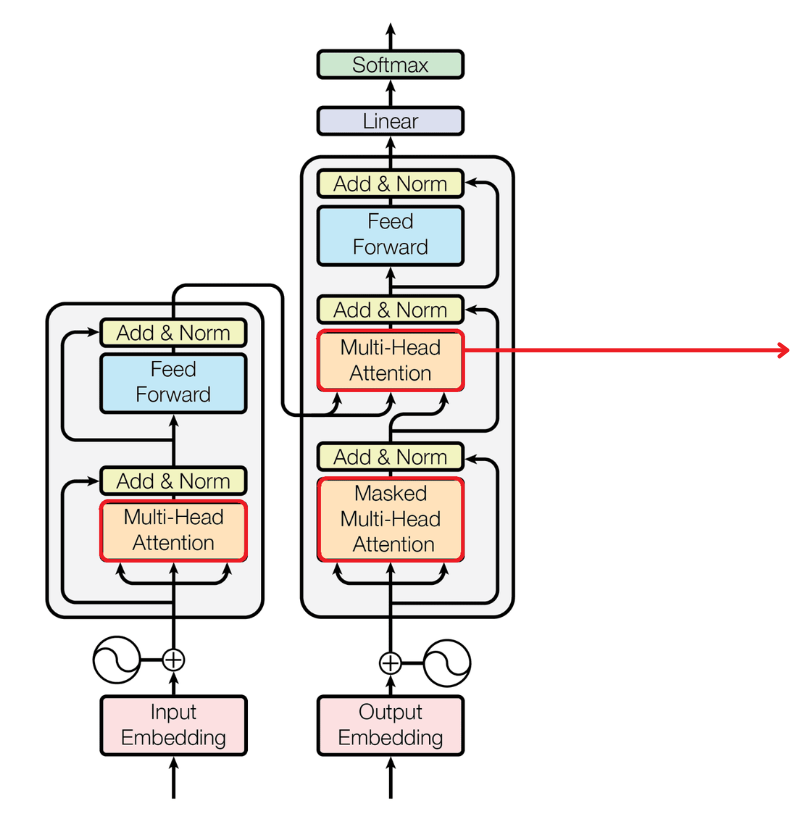 Softmax
Linear
Add & Norm
Feed
Forward
Add & Norm
Multi-Head
Attention
Add & Norm
Masked
Multi-Head
Attention
Add & Norm
Feed
Forward
Add & Norm
Multi-Head
Attention
Input
Embedding
Output
Embedding